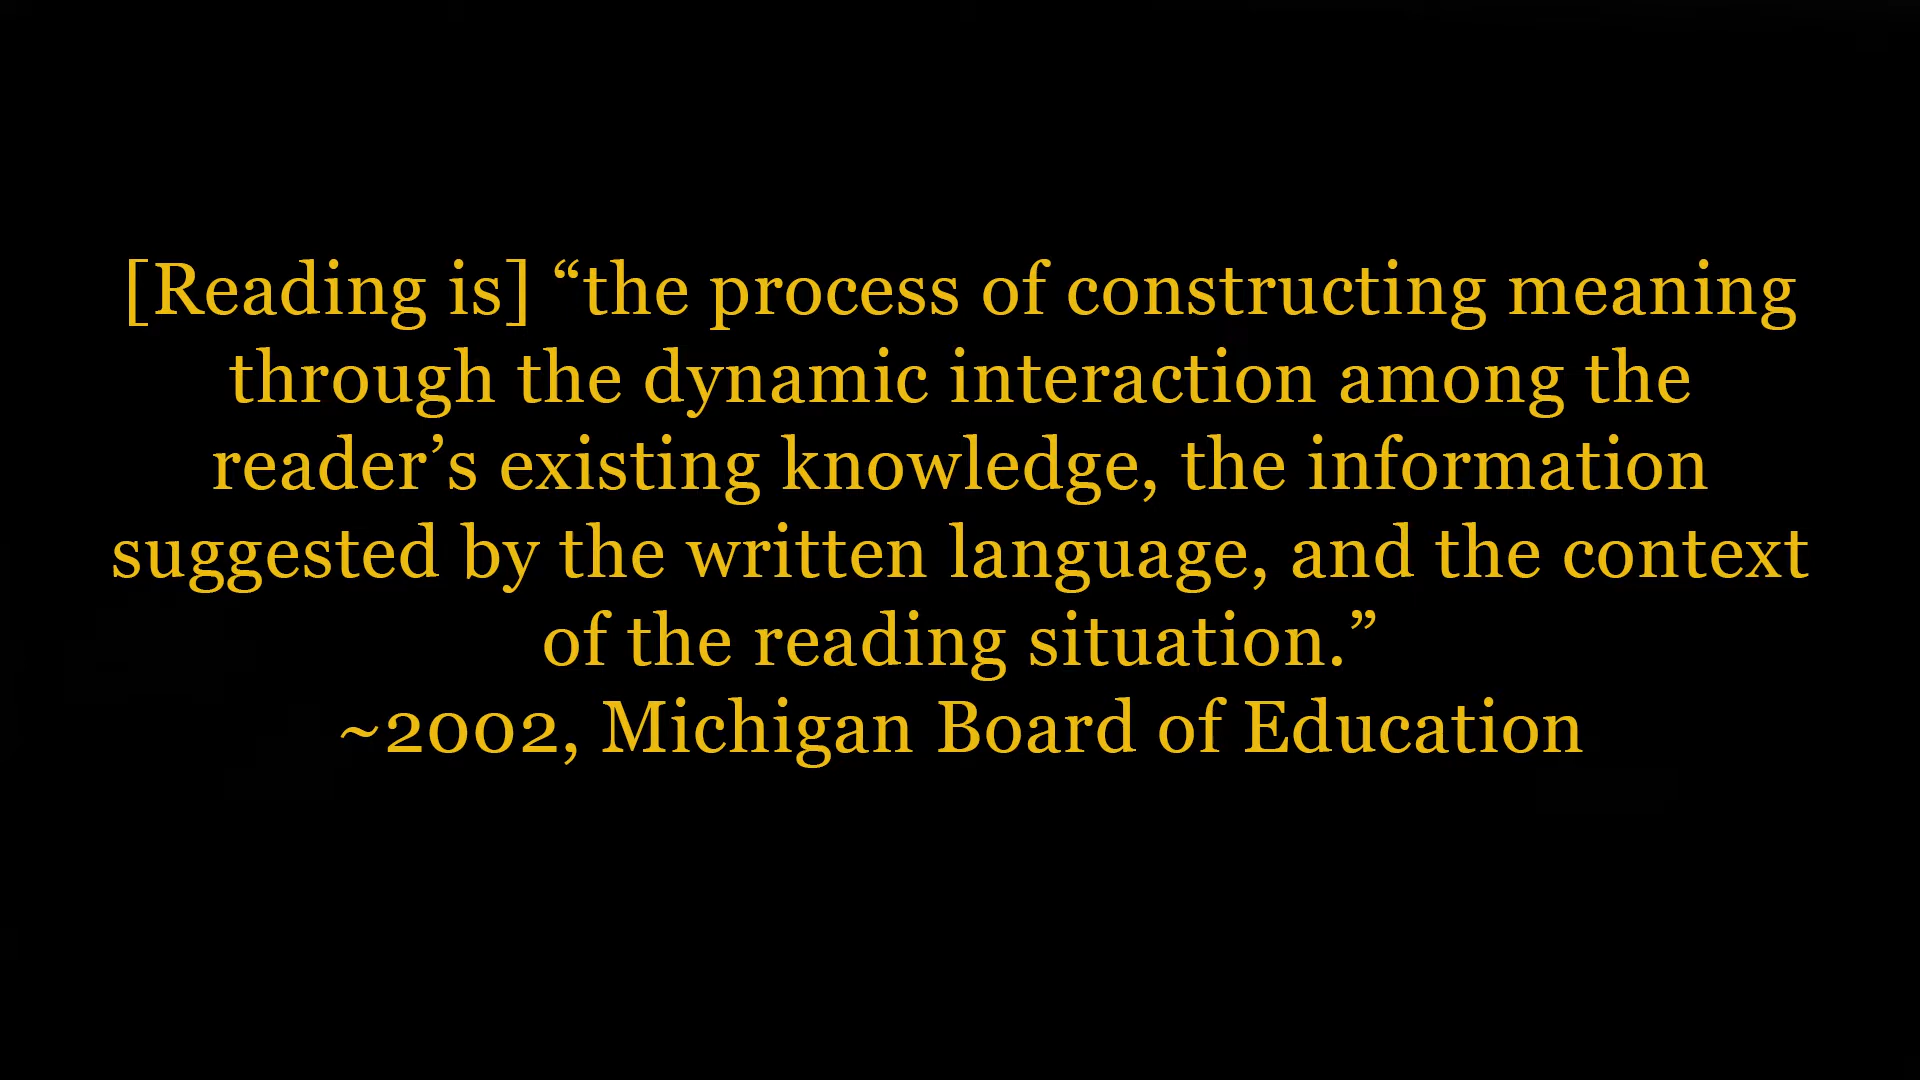 [Reading is] “the process of constructing meaning
through the dynamic interaction among the
reader’s existing knowledge, the information
suggested by the written language, and the context
of the reading situation.”
~2002, Michigan Board of Education